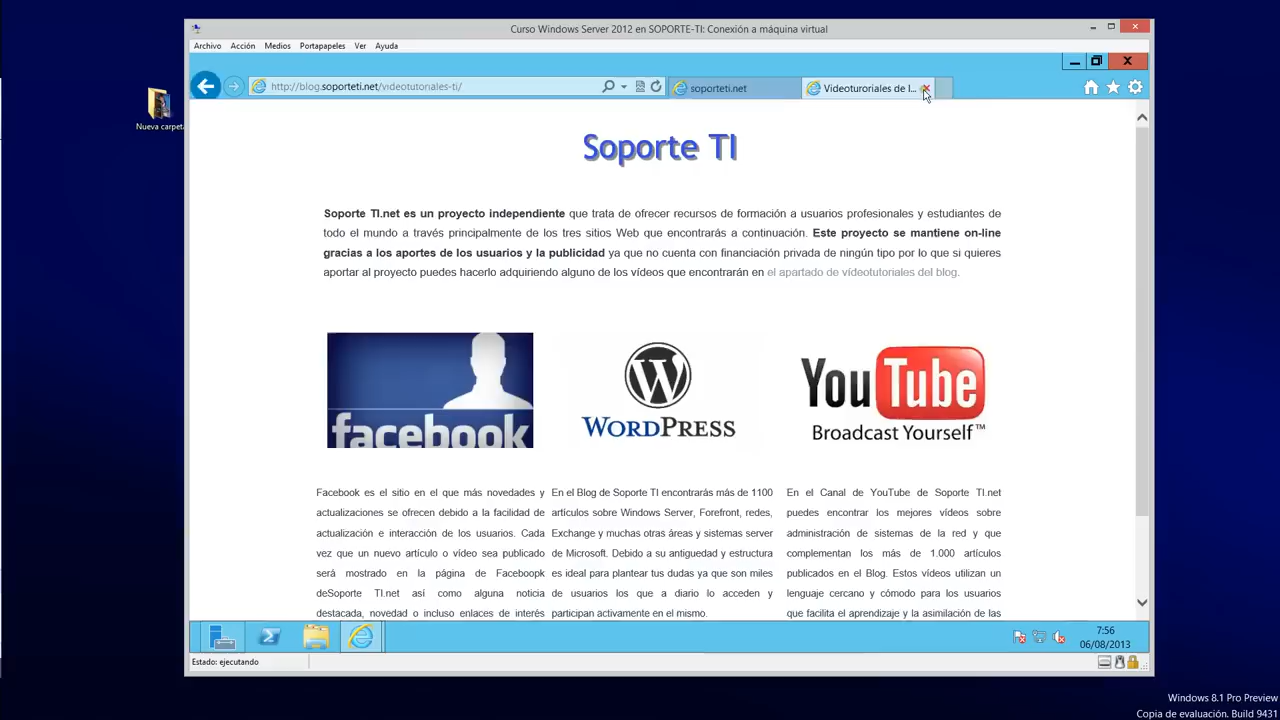 Curso Windows Server 2012 en SOPORTE-TI: Conexión a máquina virtual
Archivo Acción Medios Portapapeles Ver Ayuda
http://blog.soporteti.net/videotutoriales-ti/
soporteti.net
Videoturoriales de l...
Nueva carpeta
Soporte TI
Soporte TI.net es un proyecto independiente que trata de ofrecer recursos de formación a usuarios profesionales y estudiantes de
todo el mundo a través principalmente de los tres sitios Web que encontrarás a continuación. Este proyecto se mantiene on-line
gracias a los aportes de los usuarios y la publicidad ya que no cuenta con financiación privada de ningún tipo por lo que si quieres
aportar al proyecto puedes hacerlo adquiriendo alguno de los vídeos que encontrarás en el apartado de vídeotutoriales del blog.
facebook
WORDPRESS
YouTube
Broadcast Yourself™
Facebook es el sitio en el que más novedades y
actualizaciones se ofrecen debido a la facilidad de
actualización e interacción de los usuarios. Cada
vez que un nuevo artículo o vídeo sea publicado
será mostrado en la página de Faceboopk
deSoporte TI.net así como alguna noticia
destacada, novedad o incluso enlaces de interés
En el Blog de Soporte TI encontrarás más de 1100
artículos sobre Windows Server, Forefront, redes,
Exchange y muchas otras áreas y sistemas server
de Microsoft. Debido a su antiguedad y estructura
es ideal para plantear tus dudas ya que son miles
de usuarios los que a diario lo acceden y
participan activamente en el mismo.
En el Canal de YouTube de Soporte TI.net
puedes encontrar los mejores vídeos sobre
administración de sistemas de la red y que
complementan los más de 1.000 artículos
publicados en el Blog. Estos vídeos utilizan un
lenguaje cercano y cómodo para los usuarios
que facilita el aprendizaje y la asimilación de las
7:56
06/08/2013
Estado: ejecutando
Windows 8.1 Pro Preview
Copia de evaluación. Build 9431